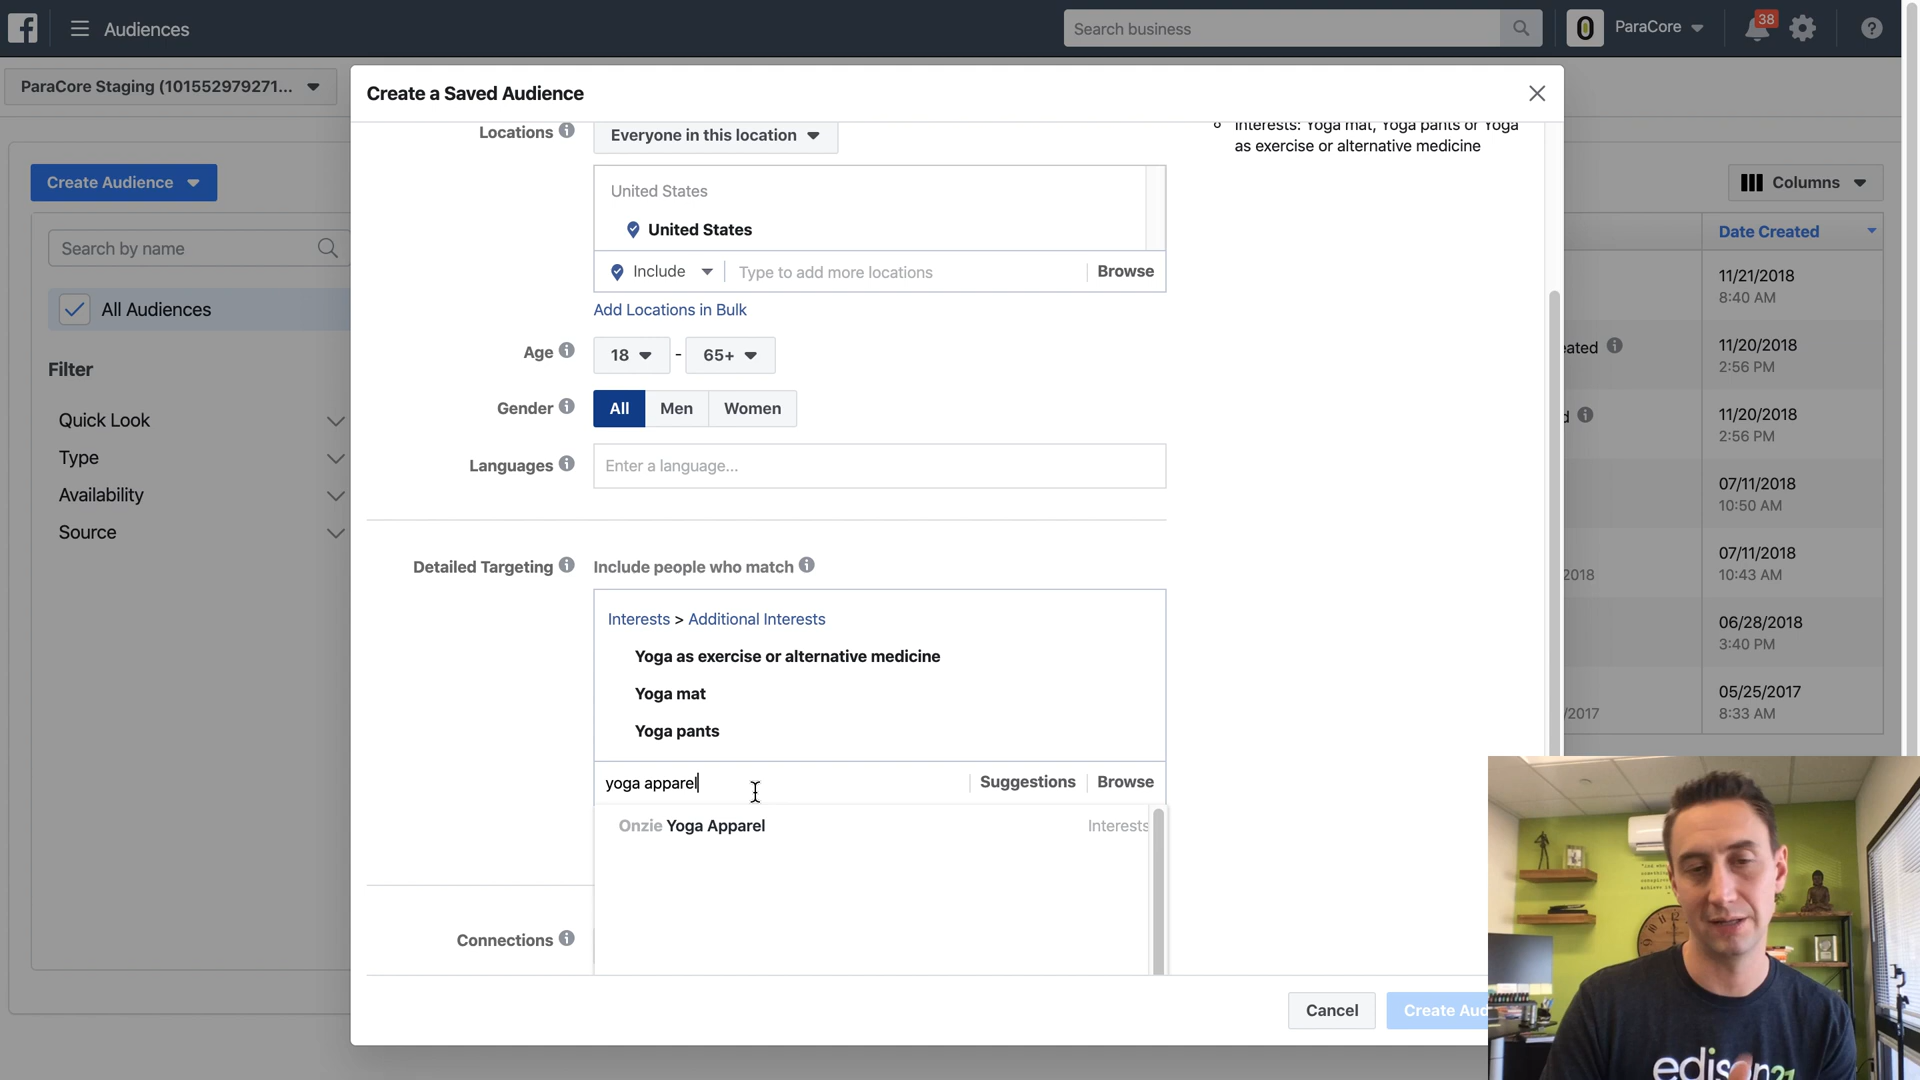 Audiences
Search business
ParaCore
38
ParaCore Staging (101552979271...
Create a Saved Audience
Create Audience
Search by name
All Audiences
Filter
Quick Look
Type
Availability
Source
Locations
Everyone in this location
United States
United States
Include
Type to add more locations
Browse
Add Locations in Bulk
Age
18
-
65+
Gender
All
Men
Women
Languages
Enter a language...
Detailed Targeting
Include people who match
Interests > Additional Interests
Yoga as exercise or alternative medicine
Yoga mat
Yoga pants
yoga apparel
Suggestions
Browse
Onzie Yoga Apparel
Interests
Connections
Cancel
Create Aud
Interests: Yoga mat, Yoga pants or Yoga
as exercise or alternative medicine
Columns
Date Created
11/21/2018
8:40 AM
eated
11/20/2018
2:56 PM
d
11/20/2018
2:56 PM
07/11/2018
10:50 AM
07/11/2018
2018
10:43 AM
06/28/2018
3:40 PM
05/25/2017
/2017
8:33 AM
edison21